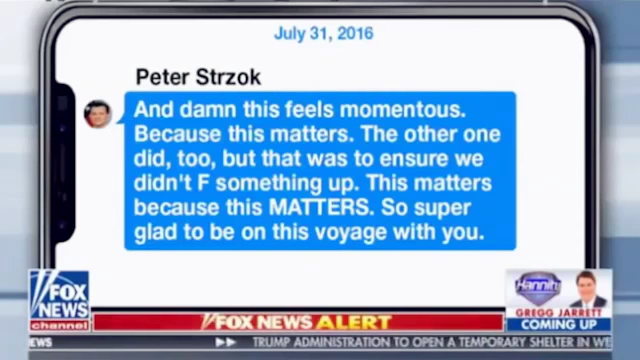 July 31, 2016
Peter Strzok
And damn this feels momentous.
Because this matters. The other one
did, too, but that was to ensure we
didn't F something up. This matters
because this MATTERS. So super
glad to be on this voyage with you.
FOX
NEWS
channel
FOX NEWS ALERT
Hannity
GREGG JARRETT
COMING UP
EWS
TRUMP ADMINISTRATION TO OPEN A TEMPORARY SHELTER IN WE